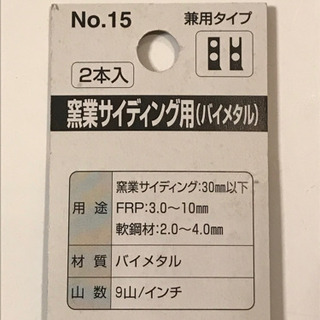 No.15
兼用タイプ
2本入
窯業サイディング用(バイメタル)
用途
窯業サイディング:30mm以下
FRP:3.0～10mm
軟鋼材:2.0～4.0mm
材質 バイメタル
山数 9山/インチ